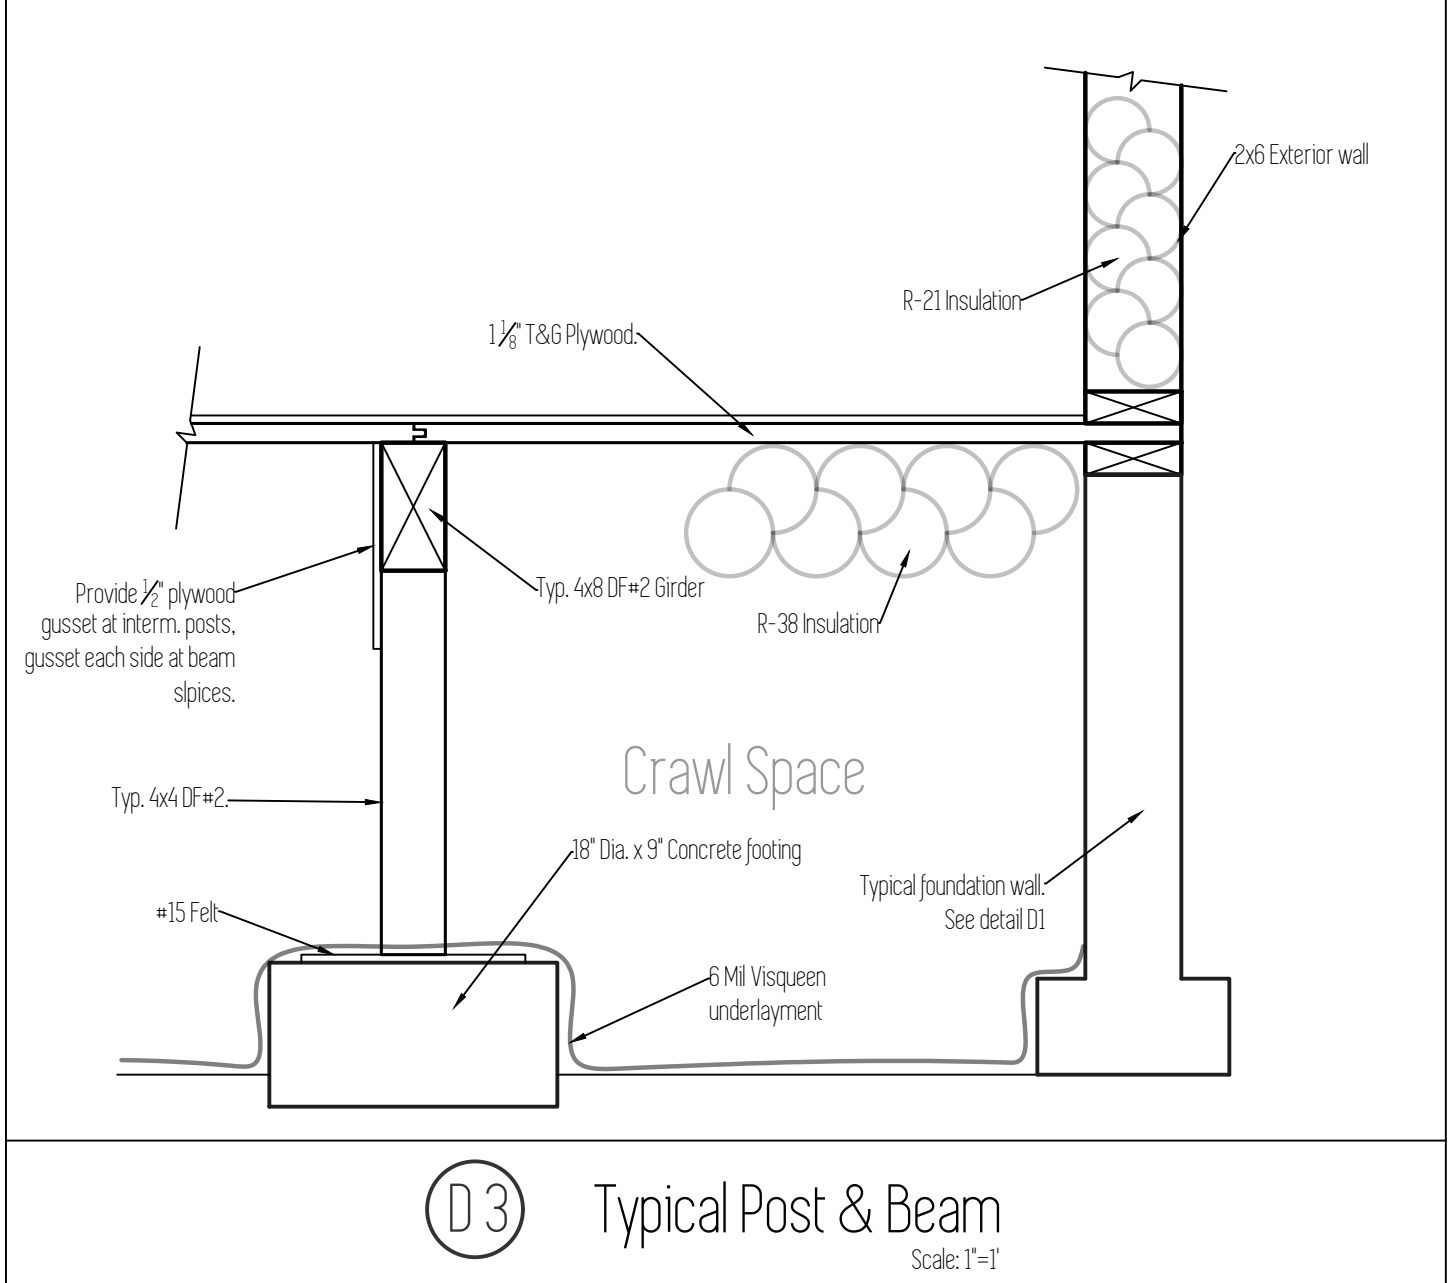 2x6 Exterior wall
R-21 Insulation
1 1/8" T&G Plywood.
Provide 1/2" plywood
gusset at interm. posts,
gusset each side at beam
slpices.
Typ. 4x8 DF#2 Girder
R-38 Insulation
Crawl Space
Typ. 4x4 DF#2.
18" Dia. x 9" Concrete footing
Typical foundation wall.
See detail D1
#15 Felt
6 Mil Visqueen
underlayment
D 3
Typical Post & Beam
Scale: 1"=1'